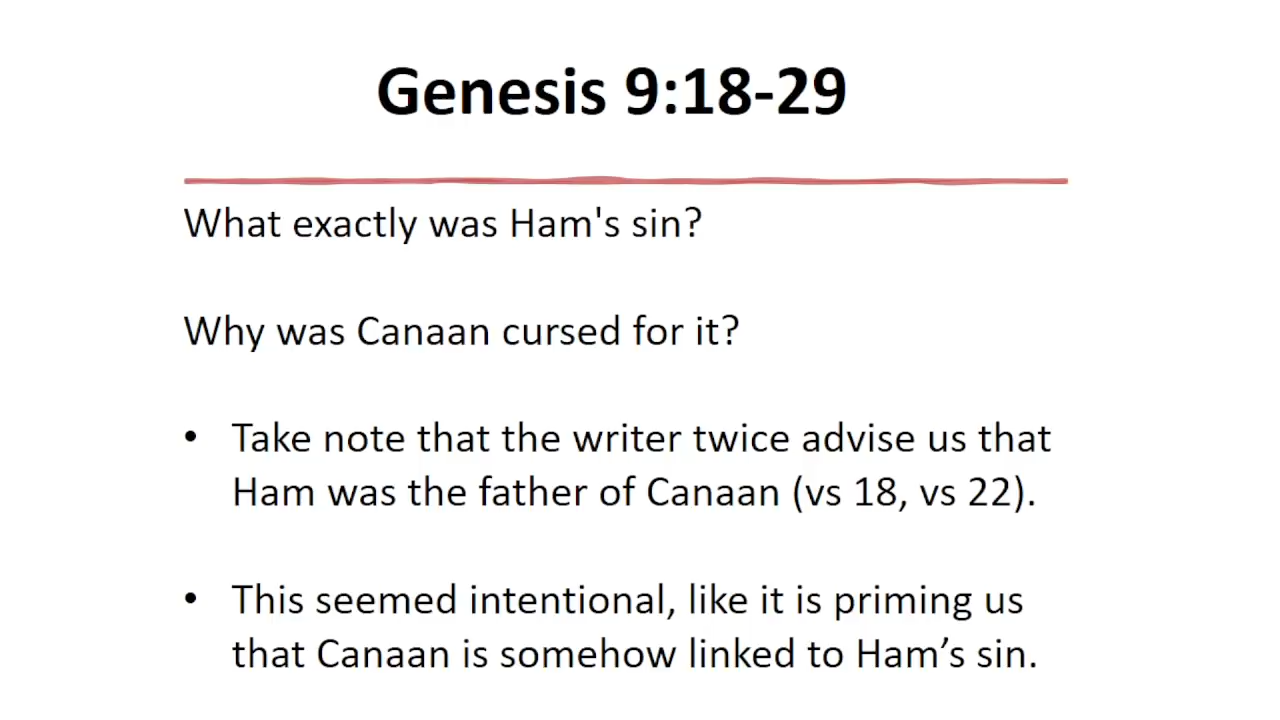 Genesis 9:18-29
What exactly was Ham's sin?
Why was Canaan cursed for it?
• Take note that the writer twice advise us that
Ham was the father of Canaan (vs 18, vs 22).
• This seemed intentional, like it is priming us
that Canaan is somehow linked to Ham’s sin.